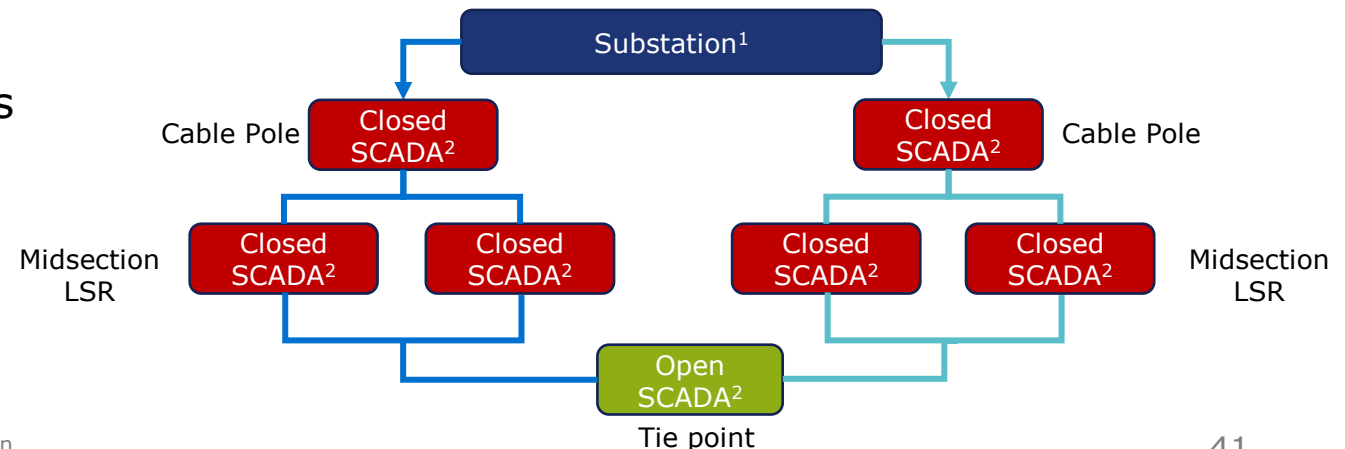 Substation¹
s
Cable Pole
Closed
SCADA²
Closed
SCADA²
Cable Pole
Midsection
LSR
Closed
SCADA²
Closed
SCADA²
Closed
SCADA²
Closed
SCADA²
Midsection
LSR
Open
SCADA²
Tie point
n
41